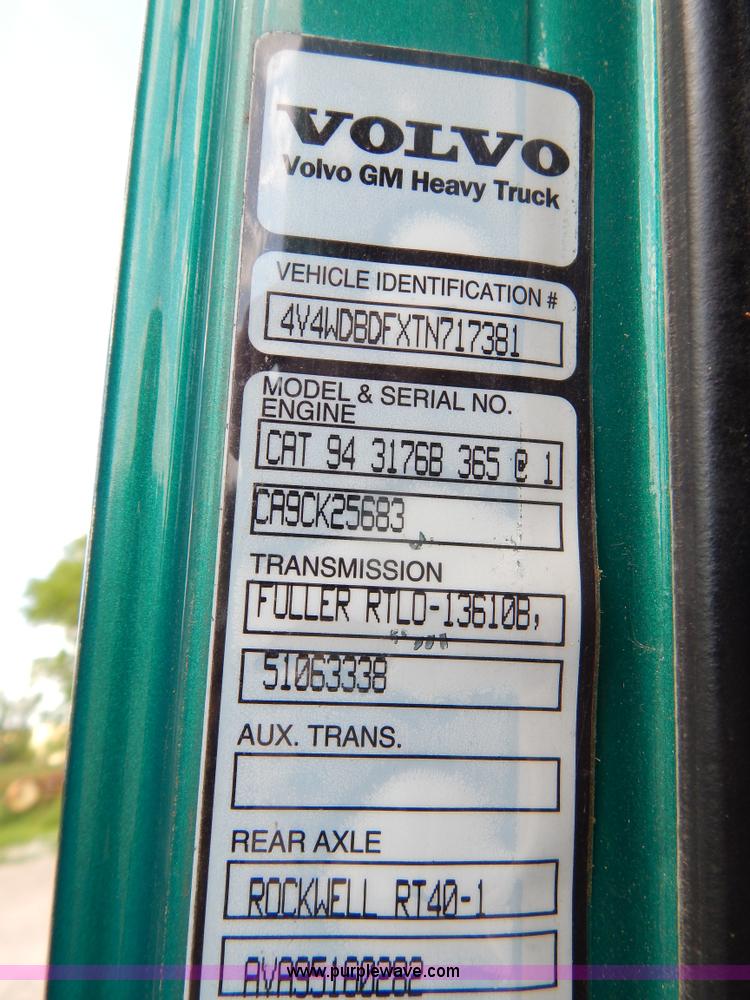 VOLVO
Volvo GM Heavy Truck
VEHICLE IDENTIFICATION #
4V4WDBDFXTN717381
MODEL & SERIAL NO.
ENGINE
CAT 94 3176B 365 @ 1
CA9CK25683
TRANSMISSION
FULLER RTLO-13610B,
51063338
AUX. TRANS.
REAR AXLE
ROCKWELL RT40-1
AVA95180282
www.purplewave.com